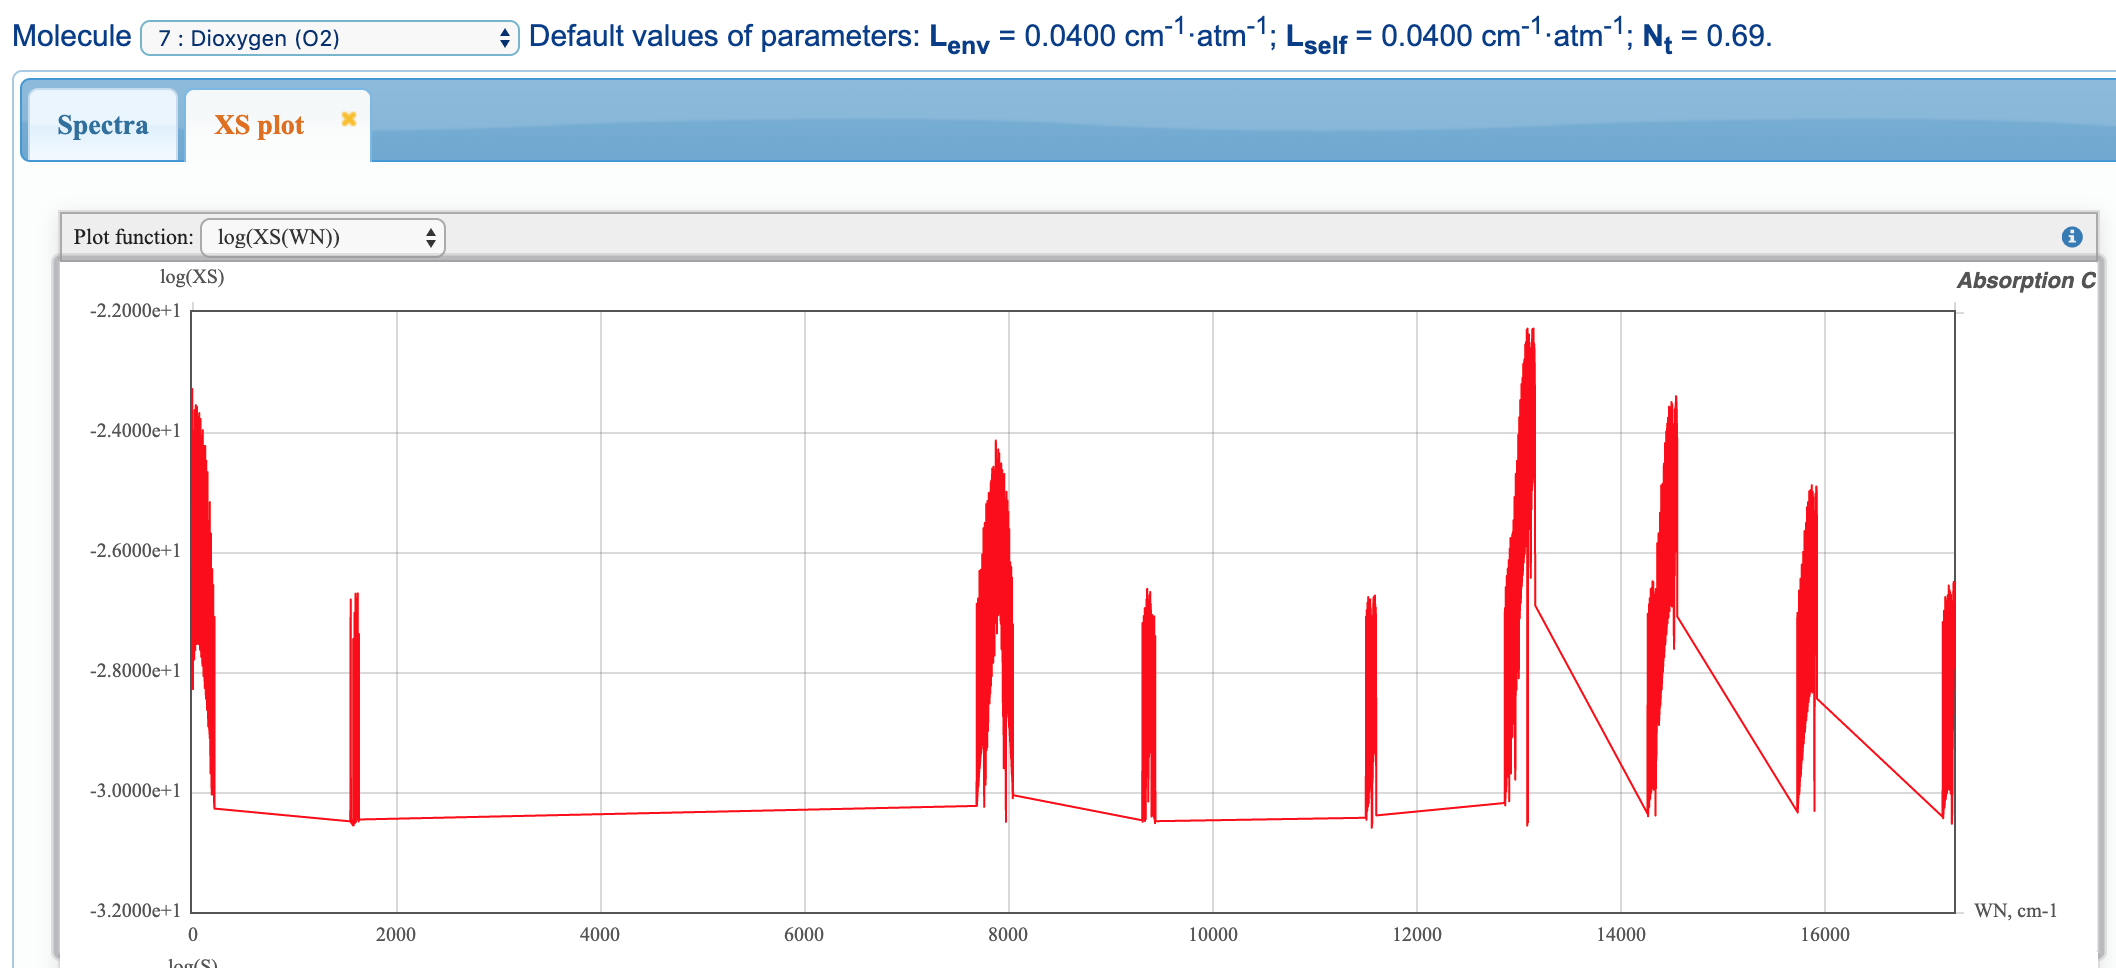 Molecule 7 : Dioxygen (O2) Default values of parameters: Lenv = 0.0400 cm-1·atm-1; Lself = 0.0400 cm-1·atm-1; Nt = 0.69.
Spectra XS plot
Plot function: log(XS(WN))
log(XS)
Absorption C
-2.2000e+1
-2.4000e+1
-2.6000e+1
-2.8000e+1
-3.0000e+1
-3.2000e+1
WN, cm-1
0 2000 4000 6000 8000 10000 12000 14000 16000
log(S)